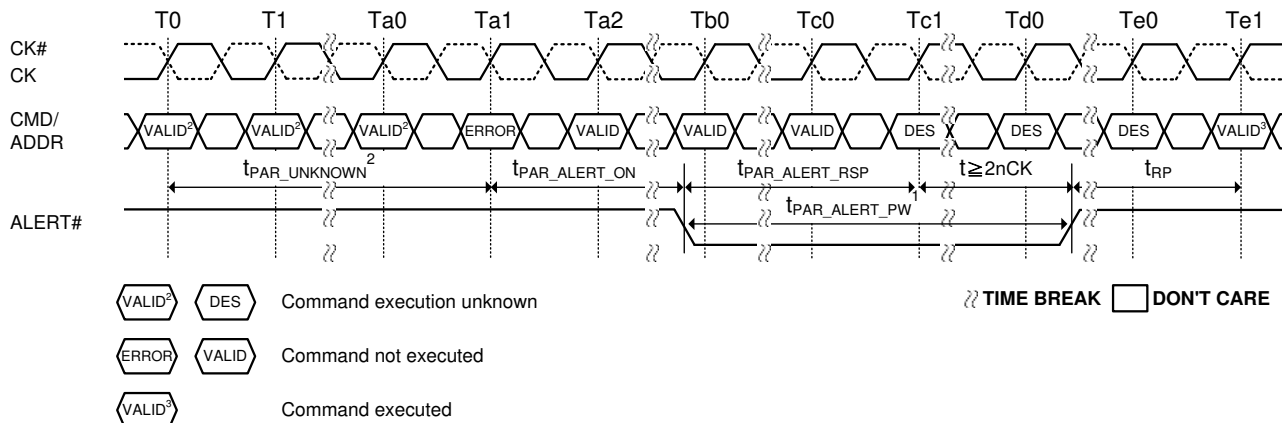 T0 T1 Ta0 Ta1 Ta2 Tb0 Tc0 Tc1 Td0 Te0 Te1
CK#
CK
CMD/
ADDR
VALID² VALID² VALID² ERROR VALID VALID VALID DES DES DES VALID³
tPAR_UNKNOWN² tPAR_ALERT_ON tPAR_ALERT_RSP t≧2nCK tRP
tPAR_ALERT_PW¹
ALERT#
VALID² DES Command execution unknown
TIME BREAK DON'T CARE
ERROR VALID Command not executed
VALID³ Command executed